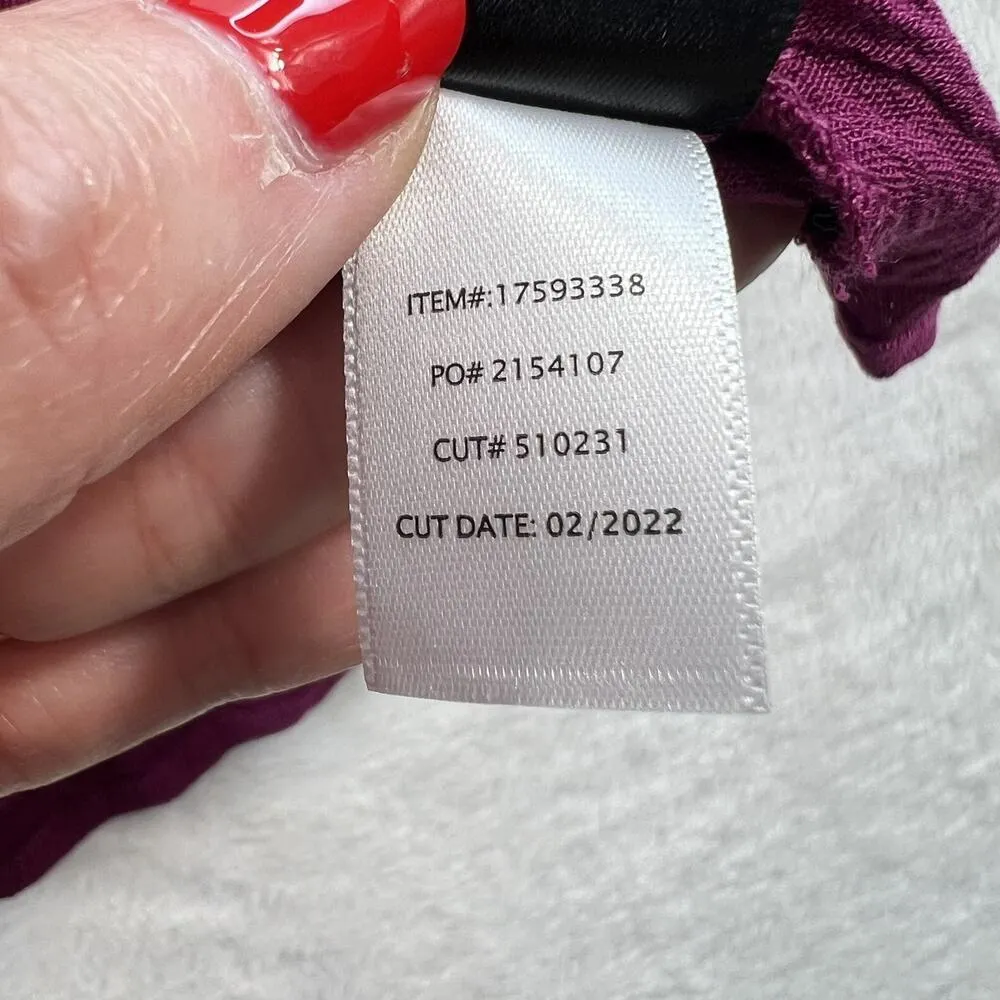 ITEM#:17593338
PO# 2154107
CUT# 510231
CUT DATE: 02/2022